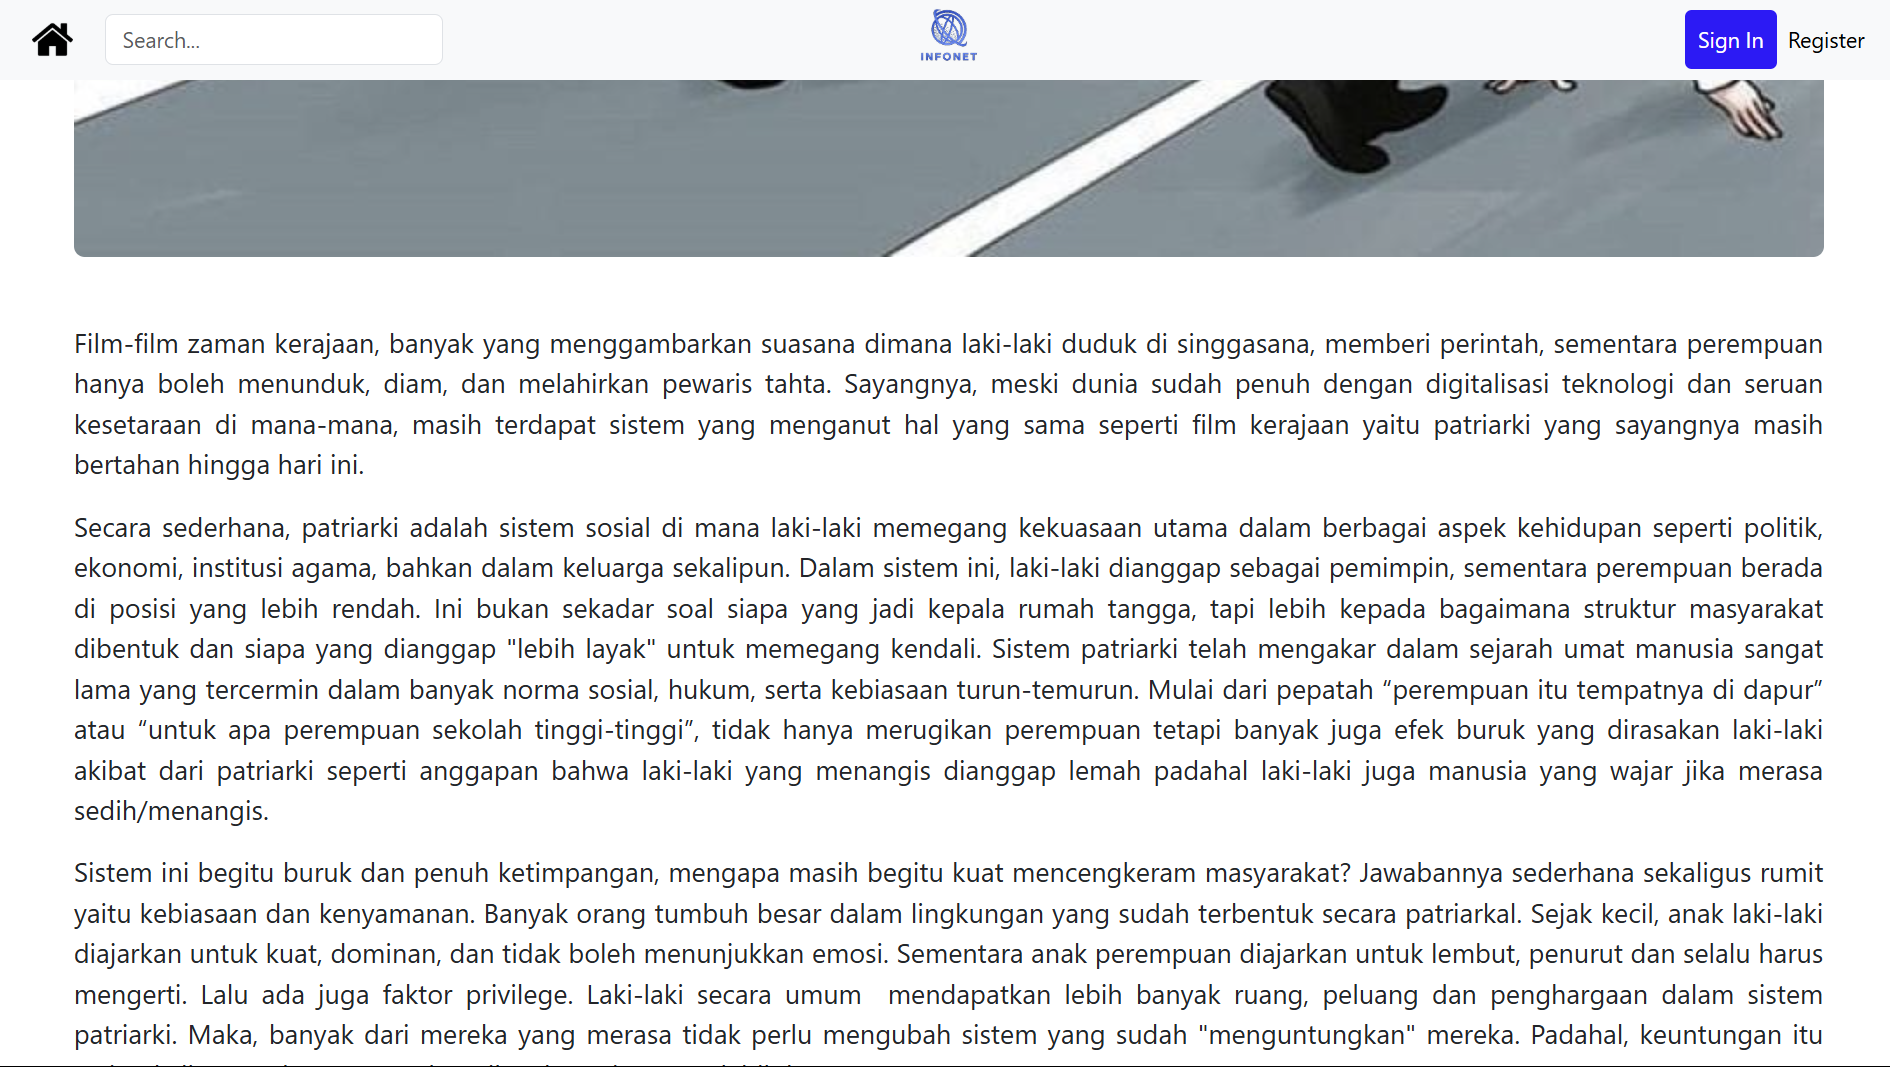 Search...
INFONET
Sign In
Register
Film-film zaman kerajaan, banyak yang menggambarkan suasana dimana laki-laki duduk di singgasana, memberi perintah, sementara perempuan
hanya boleh menunduk, diam, dan melahirkan pewaris tahta. Sayangnya, meski dunia sudah penuh dengan digitalisasi teknologi dan seruan
kesetaraan di mana-mana, masih terdapat sistem yang menganut hal yang sama seperti film kerajaan yaitu patriarki yang sayangnya masih
bertahan hingga hari ini.
Secara sederhana, patriarki adalah sistem sosial di mana laki-laki memegang kekuasaan utama dalam berbagai aspek kehidupan seperti politik,
ekonomi, institusi agama, bahkan dalam keluarga sekalipun. Dalam sistem ini, laki-laki dianggap sebagai pemimpin, sementara perempuan berada
di posisi yang lebih rendah. Ini bukan sekadar soal siapa yang jadi kepala rumah tangga, tapi lebih kepada bagaimana struktur masyarakat
dibentuk dan siapa yang dianggap "lebih layak" untuk memegang kendali. Sistem patriarki telah mengakar dalam sejarah umat manusia sangat
lama yang tercermin dalam banyak norma sosial, hukum, serta kebiasaan turun-temurun. Mulai dari pepatah “perempuan itu tempatnya di dapur”
atau “untuk apa perempuan sekolah tinggi-tinggi”, tidak hanya merugikan perempuan tetapi banyak juga efek buruk yang dirasakan laki-laki
akibat dari patriarki seperti anggapan bahwa laki-laki yang menangis dianggap lemah padahal laki-laki juga manusia yang wajar jika merasa
sedih/menangis.
Sistem ini begitu buruk dan penuh ketimpangan, mengapa masih begitu kuat mencengkeram masyarakat? Jawabannya sederhana sekaligus rumit
yaitu kebiasaan dan kenyamanan. Banyak orang tumbuh besar dalam lingkungan yang sudah terbentuk secara patriarkal. Sejak kecil, anak laki-laki
diajarkan untuk kuat, dominan, dan tidak boleh menunjukkan emosi. Sementara anak perempuan diajarkan untuk lembut, penurut dan selalu harus
mengerti. Lalu ada juga faktor privilege. Laki-laki secara umum  mendapatkan lebih banyak ruang, peluang dan penghargaan dalam sistem
patriarki. Maka, banyak dari mereka yang merasa tidak perlu mengubah sistem yang sudah "menguntungkan" mereka. Padahal, keuntungan itu